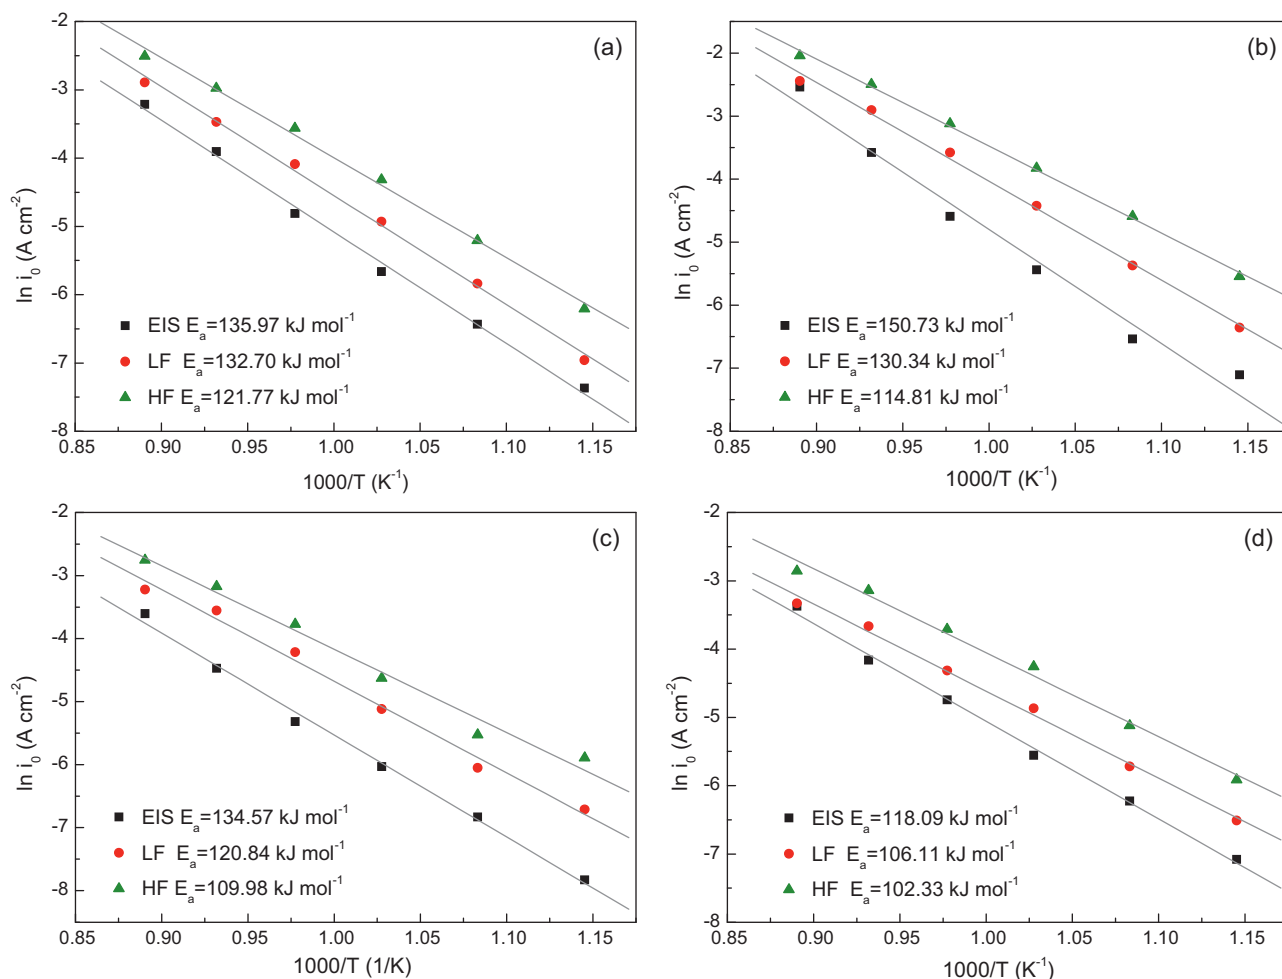 (a)
-2
-3
-4
-5
-6
-7
-8
ln i₀ (A cm⁻²)
EIS Eₐ=135.97 kJ mol⁻¹
LF Eₐ=132.70 kJ mol⁻¹
HF Eₐ=121.77 kJ mol⁻¹
0.85 0.90 0.95 1.00 1.05 1.10 1.15
1000/T (K⁻¹)
(b)
-2
-3
-4
-5
-6
-7
-8
ln i₀ (A cm⁻²)
EIS Eₐ=150.73 kJ mol⁻¹
LF Eₐ=130.34 kJ mol⁻¹
HF Eₐ=114.81 kJ mol⁻¹
0.85 0.90 0.95 1.00 1.05 1.10 1.15
1000/T (K⁻¹)
(c)
-2
-3
-4
-5
-6
-7
-8
ln i₀ (A cm⁻²)
EIS Eₐ=134.57 kJ mol⁻¹
LF Eₐ=120.84 kJ mol⁻¹
HF Eₐ=109.98 kJ mol⁻¹
0.85 0.90 0.95 1.00 1.05 1.10 1.15
1000/T (1/K)
(d)
-2
-3
-4
-5
-6
-7
-8
ln i₀ (A cm⁻²)
EIS Eₐ=118.09 kJ mol⁻¹
LF Eₐ=106.11 kJ mol⁻¹
HF Eₐ=102.33 kJ mol⁻¹
0.85 0.90 0.95 1.00 1.05 1.10 1.15
1000/T (K⁻¹)